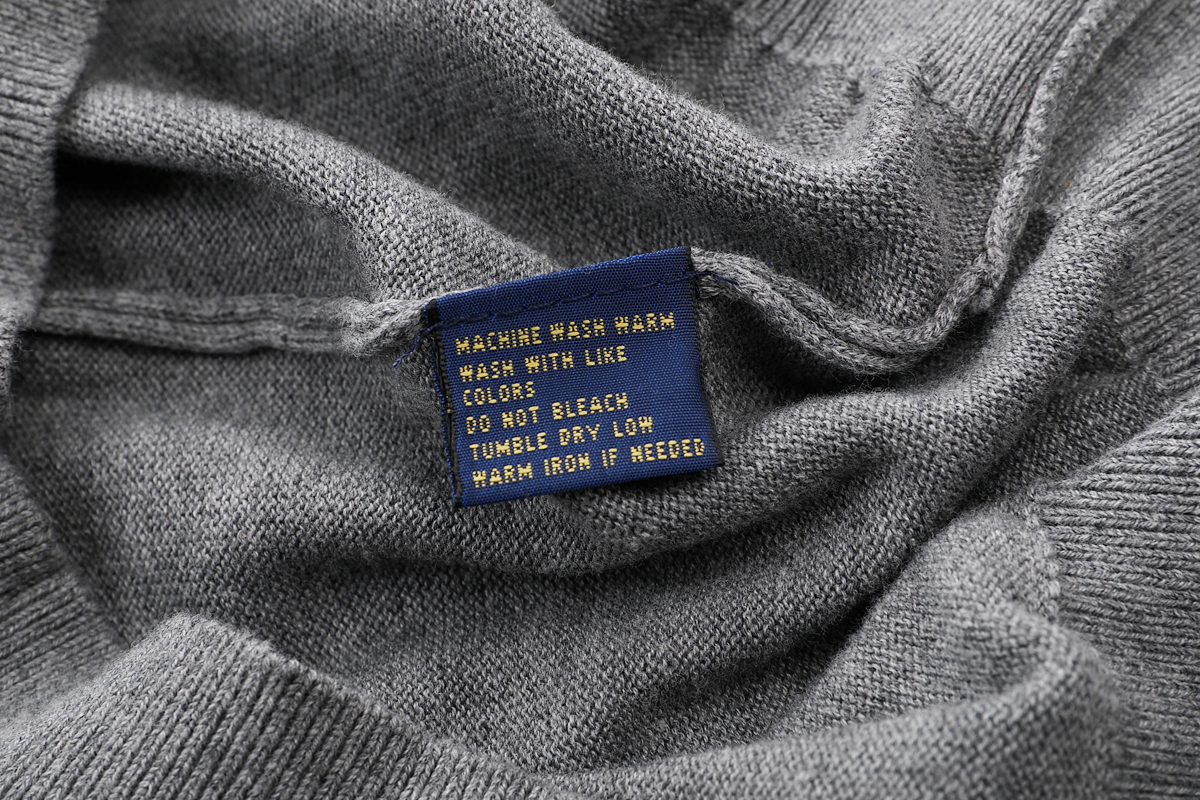 MACHINE WASH WARM
WASH WITH LIKE
COLORS
DO NOT BLEACH
TUMBLE DRY LOW
WARM IRON IF NEEDED